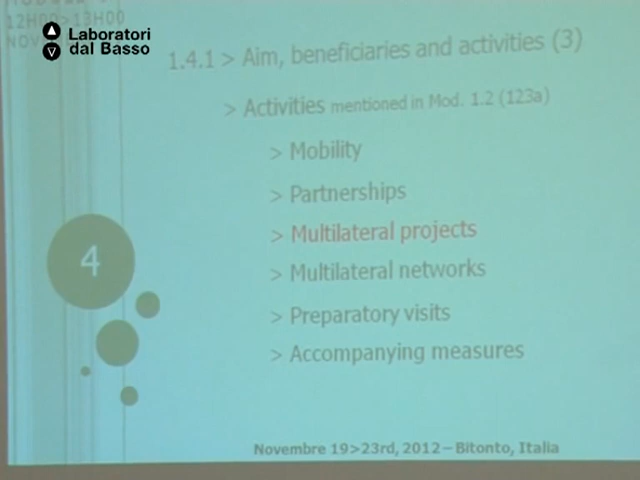 12H00>13H00
NOV
Laboratori
dal Basso
1.4.1 > Aim, beneficiaries and activities (3)
> Activities mentioned in Mod. 1.2 (123a)
> Mobility
> Partnerships
> Multilateral projects
> Multilateral networks
> Preparatory visits
> Accompanying measures
4
Novembre 19>23rd, 2012 – Bitonto, Italia